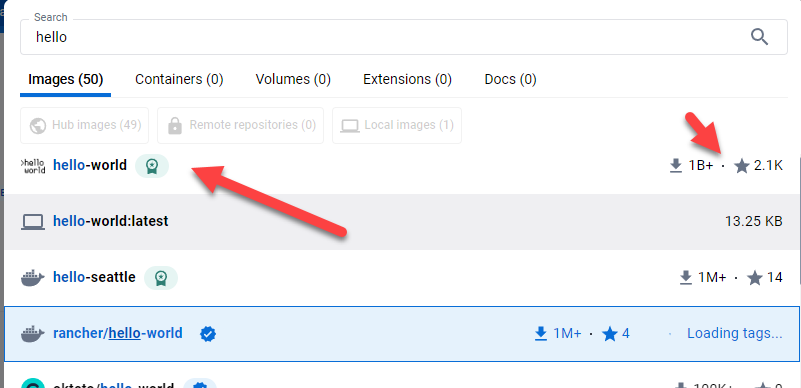 Search
hello
Images (50) Containers (0) Volumes (0) Extensions (0) Docs (0)
Hub images (49) Remote repositories (0) Local images (1)
hello world hello-world 1B+ · 2.1K
hello-world:latest 13.25 KB
hello-seattle 1M+ · 14
rancher/hello-world 1M+ · 4 · Loading tags...